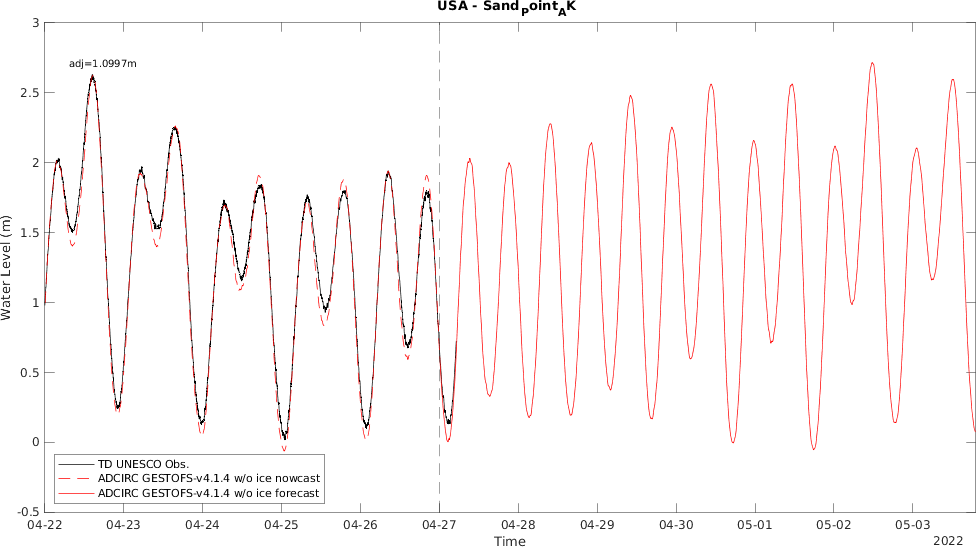 USA - SandPointAK
adj=1.0997m
3
2.5
2
1.5
1
0.5
0
-0.5
Water Level (m)
TD UNESCO Obs.
ADCIRC GESTOFS-v4.1.4 w/o ice nowcast
ADCIRC GESTOFS-v4.1.4 w/o ice forecast
04-22 04-23 04-24 04-25 04-26 04-27 04-28 04-29 04-30 05-01 05-02 05-03
Time
2022